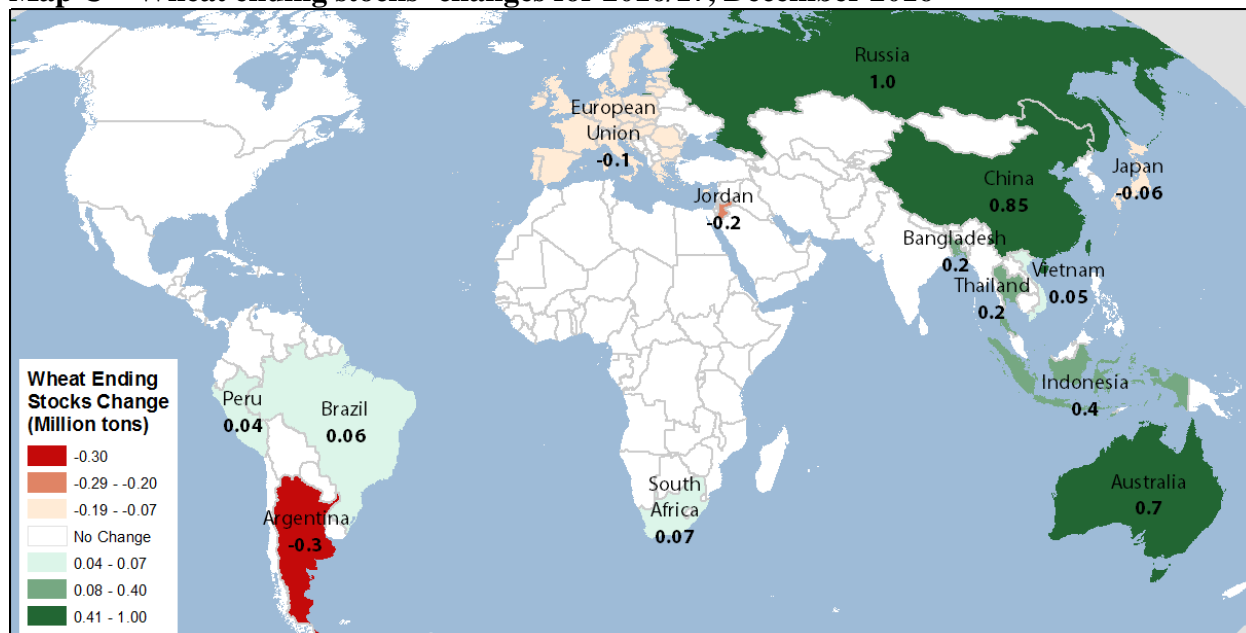 Russia
1.0
European
Union
-0.1
Japan
-0.06
China
0.85
Jordan
-0.2
Bangladesh
0.2
Vietnam
0.05
Thailand
0.2
Indonesia
0.4
Peru
0.04
Brazil
0.06
South
Africa
0.07
Australia
0.7
Argentina
-0.3
Wheat Ending
Stocks Change
(Million tons)
-0.30
-0.29 - -0.20
-0.19 - -0.07
No Change
0.04 - 0.07
0.08 - 0.40
0.41 - 1.00